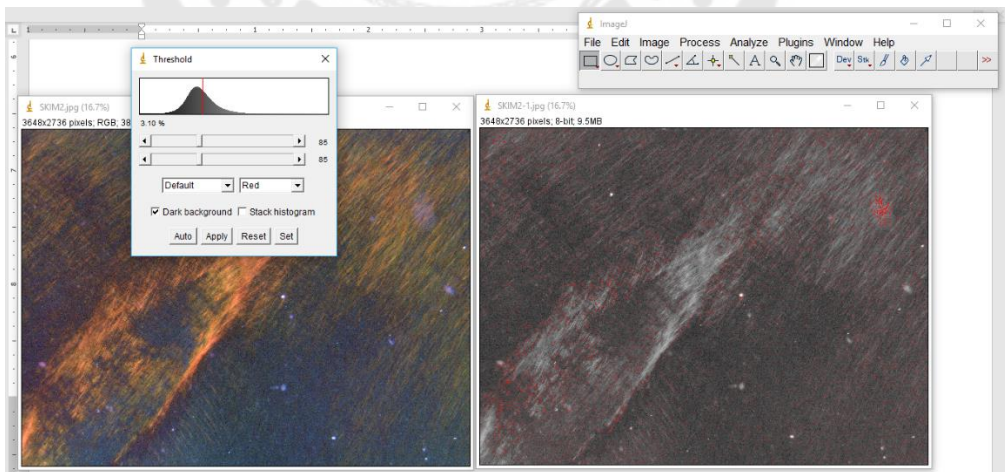 ImageJ
File Edit Image Process Analyze Plugins Window Help
A Dev Stk >>
1 1 2 3
Threshold
3.10 %
85
85
Default Red
Dark background Stack histogram
Auto Apply Reset Set
SKIM2.jpg (16.7%)
3648x2736 pixels; RGB; 38
SKIM2-1.jpg (16.7%)
3648x2736 pixels; 8-bit; 9.5MB